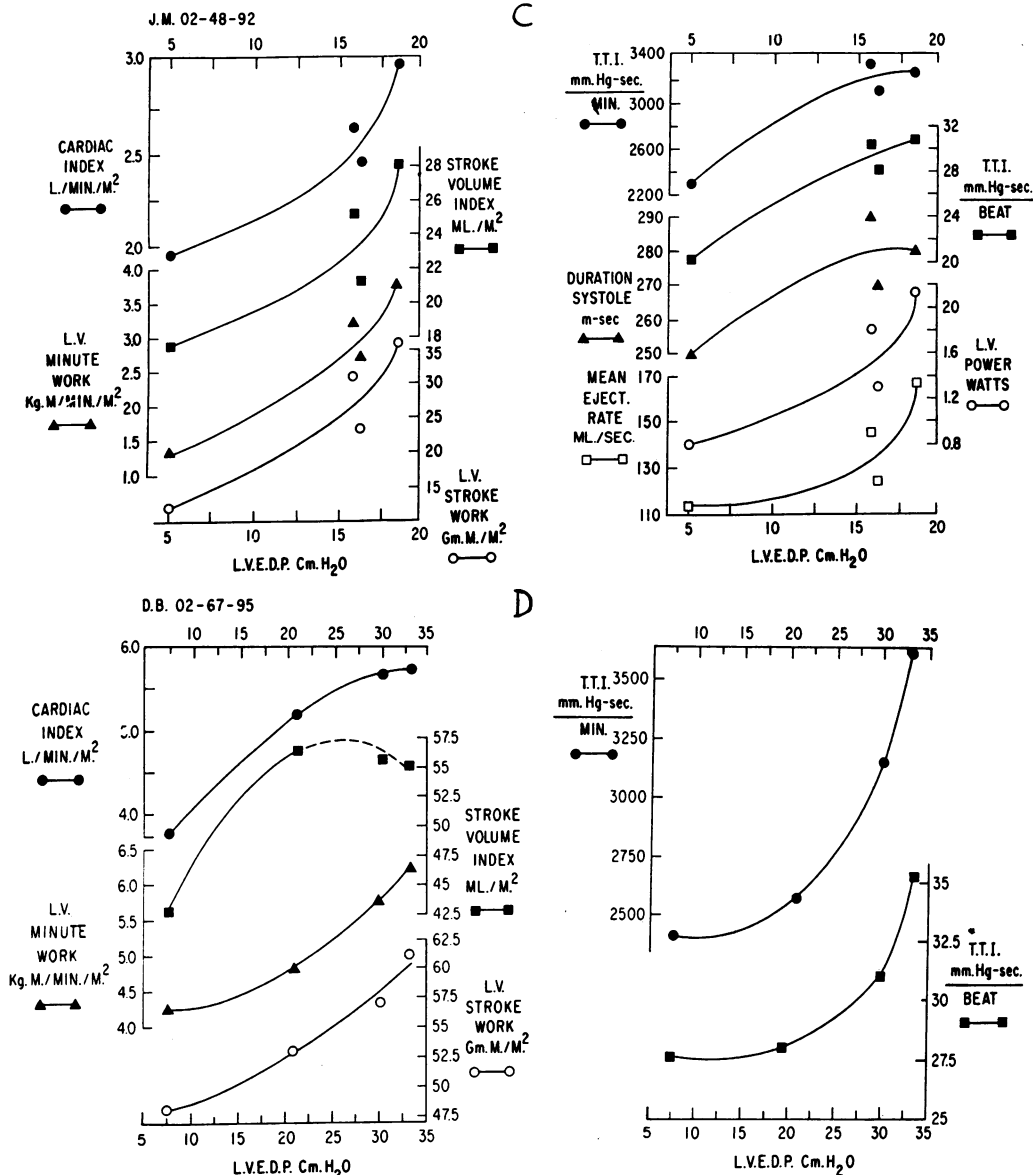 J.M. 02-48-92
C
5 10 15 20
3.0
2.5
2.0
CARDIAC
INDEX
L./MIN./M.²
28
26
24
23
21
20
18
STROKE
VOLUME
INDEX
ML./M.²
4.0
3.5
3.0
2.5
2.0
1.5
1.0
L.V.
MINUTE
WORK
Kg.M/MIN./M.²
35
30
25
20
15
L.V.
STROKE
WORK
Gm.M./M.²
5 10 15 20
L.V.E.D.P. Cm.H₂O
5 10 15 20
3400
3000
2600
2200
T.T.I.
mm.Hg-sec.
MIN.
32
28
24
20
T.T.I.
mm.Hg-sec.
BEAT
290
280
270
260
250
DURATION
SYSTOLE
m-sec
2.0
1.6
1.2
0.8
L.V.
POWER
WATTS
170
150
130
110
MEAN
EJECT.
RATE
ML./SEC.
5 10 15 20
L.V.E.D.P. Cm.H₂O
D.B. 02-67-95
D
10 15 20 25 30 35
6.0
5.0
4.0
CARDIAC
INDEX
L./MIN./M.²
57.5
55
52.5
50
47.5
45
42.5
STROKE
VOLUME
INDEX
ML./M.²
6.5
6.0
5.5
5.0
4.5
4.0
L.V.
MINUTE
WORK
Kg.M./MIN./M.²
62.5
60
57.5
55
52.5
50
47.5
L.V.
STROKE
WORK
Gm.M./M.²
5 10 15 20 25 30 35
L.V.E.D.P. Cm.H₂O
10 15 20 25 30 35
3500
3250
3000
2750
2500
T.T.I.
mm.Hg-sec.
MIN.
35
32.5
30
27.5
25
T.T.I.
mm.Hg-sec.
BEAT
5 10 15 20 25 30 35
L.V.E.D.P. Cm.H₂O